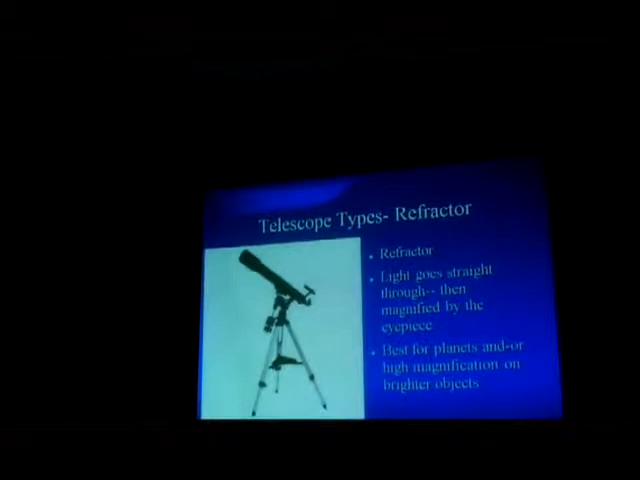 Telescope Types- Refractor
Refractor
Light goes straight
through-- then
magnified by the
eyepiece
Best for planets and-or
high magnification on
brighter objects